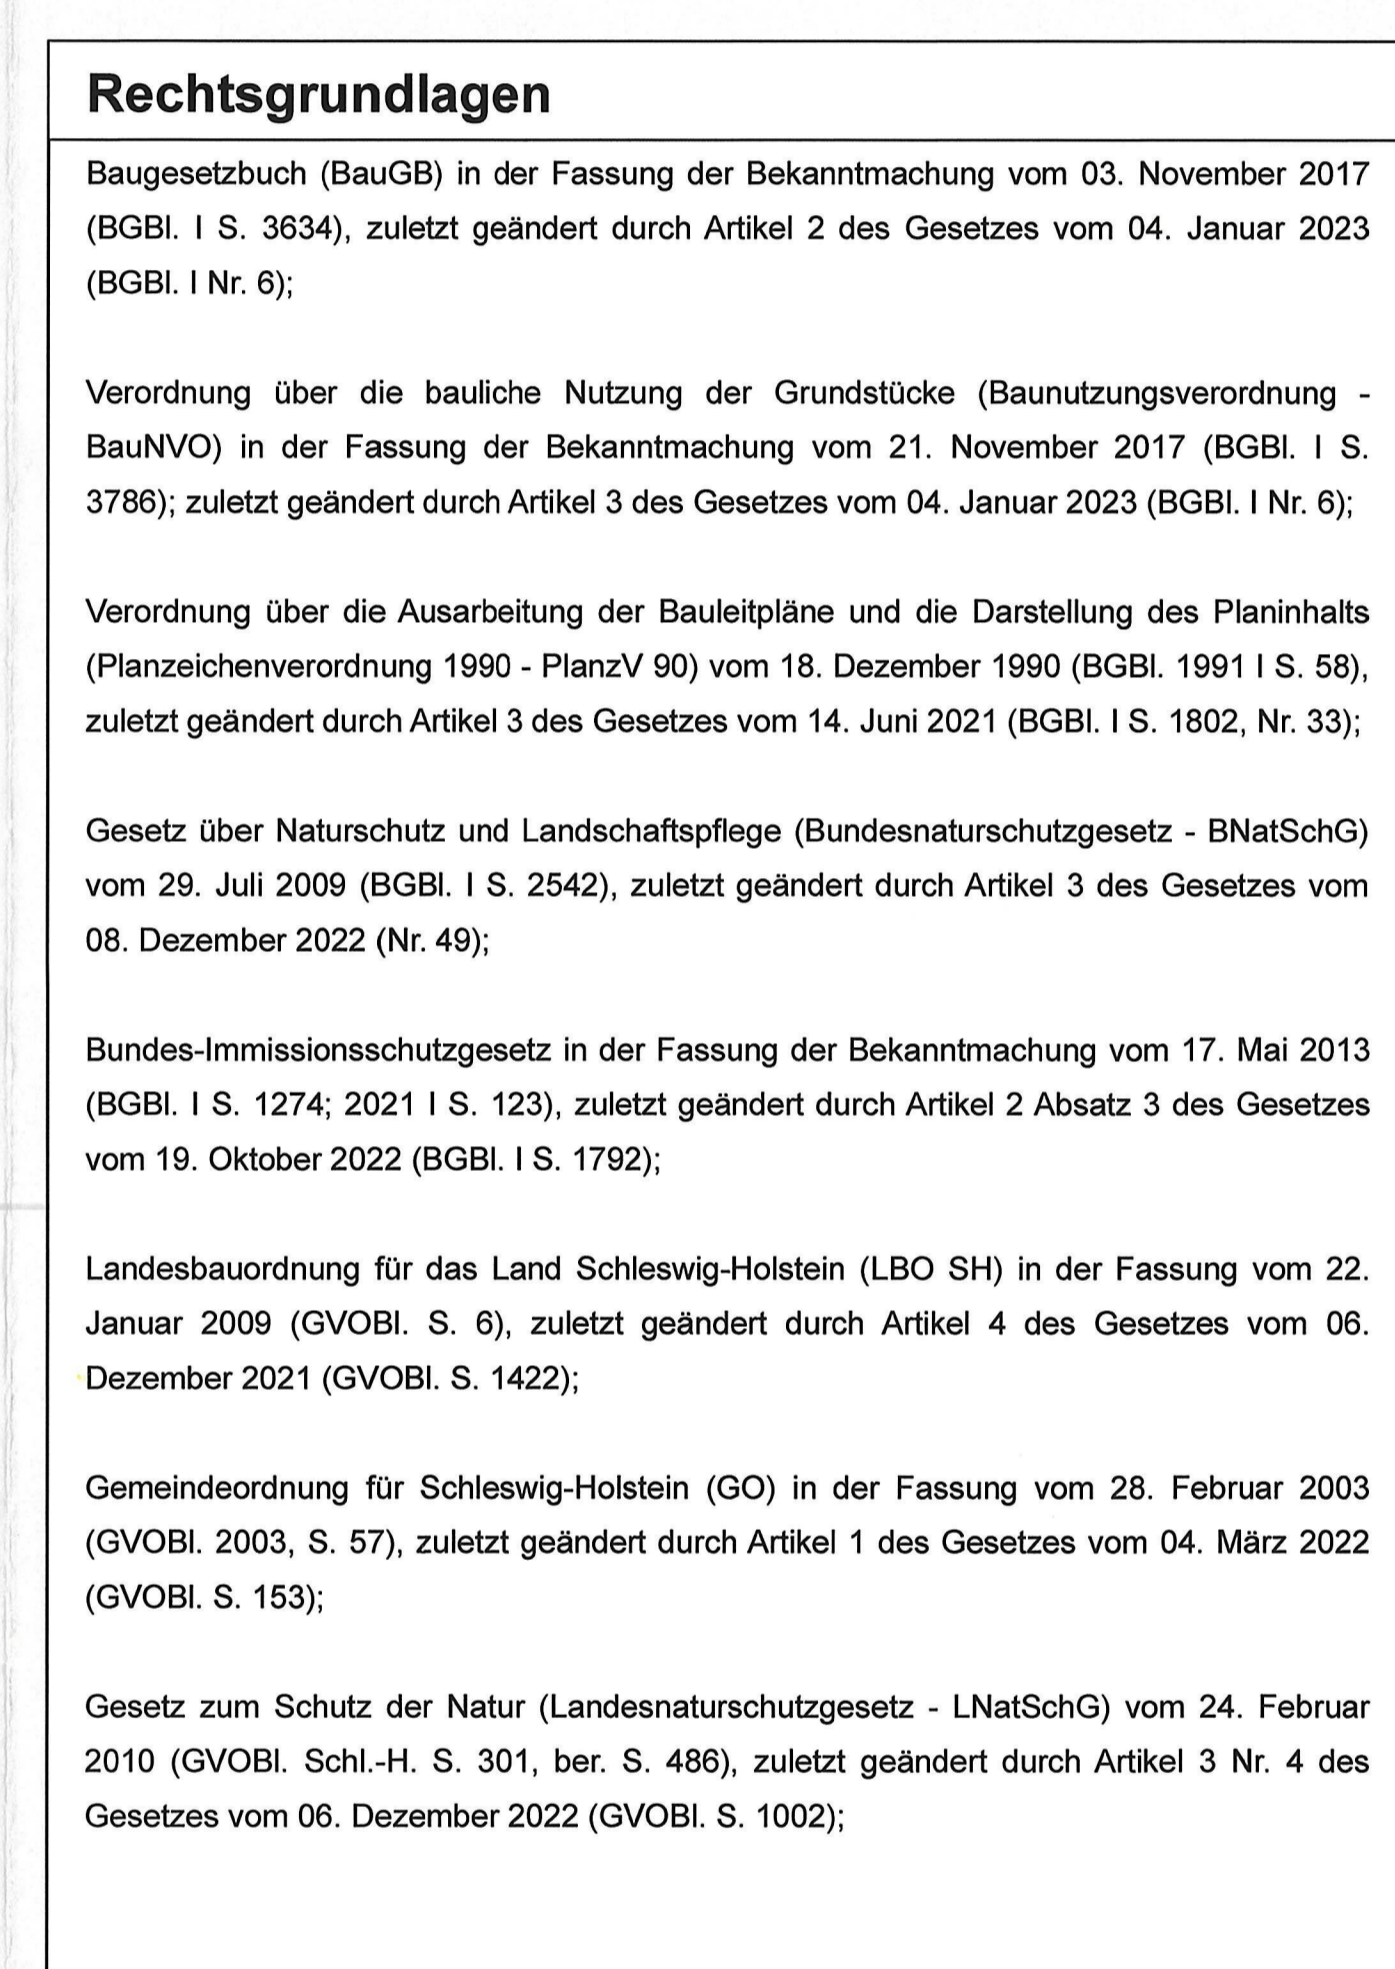 Rechtsgrundlagen
Baugesetzbuch (BauGB) in der Fassung der Bekanntmachung vom 03. November 2017
(BGBl. I S. 3634), zuletzt geändert durch Artikel 2 des Gesetzes vom 04. Januar 2023
(BGBl. I Nr. 6);
Verordnung über die bauliche Nutzung der Grundstücke (Baunutzungsverordnung -
BauNVO) in der Fassung der Bekanntmachung vom 21. November 2017 (BGBl. I S.
3786); zuletzt geändert durch Artikel 3 des Gesetzes vom 04. Januar 2023 (BGBl. I Nr. 6);
Verordnung über die Ausarbeitung der Bauleitpläne und die Darstellung des Planinhalts
(Planzeichenverordnung 1990 - PlanzV 90) vom 18. Dezember 1990 (BGBl. 1991 I S. 58),
zuletzt geändert durch Artikel 3 des Gesetzes vom 14. Juni 2021 (BGBl. I S. 1802, Nr. 33);
Gesetz über Naturschutz und Landschaftspflege (Bundesnaturschutzgesetz - BNatSchG)
vom 29. Juli 2009 (BGBl. I S. 2542), zuletzt geändert durch Artikel 3 des Gesetzes vom
08. Dezember 2022 (Nr. 49);
Bundes-Immissionsschutzgesetz in der Fassung der Bekanntmachung vom 17. Mai 2013
(BGBl. I S. 1274; 2021 I S. 123), zuletzt geändert durch Artikel 2 Absatz 3 des Gesetzes
vom 19. Oktober 2022 (BGBl. I S. 1792);
Landesbauordnung für das Land Schleswig-Holstein (LBO SH) in der Fassung vom 22.
Januar 2009 (GVOBl. S. 6), zuletzt geändert durch Artikel 4 des Gesetzes vom 06.
Dezember 2021 (GVOBl. S. 1422);
Gemeindeordnung für Schleswig-Holstein (GO) in der Fassung vom 28. Februar 2003
(GVOBl. 2003, S. 57), zuletzt geändert durch Artikel 1 des Gesetzes vom 04. März 2022
(GVOBl. S. 153);
Gesetz zum Schutz der Natur (Landesnaturschutzgesetz - LNatSchG) vom 24. Februar
2010 (GVOBl. Schl.-H. S. 301, ber. S. 486), zuletzt geändert durch Artikel 3 Nr. 4 des
Gesetzes vom 06. Dezember 2022 (GVOBl. S. 1002);